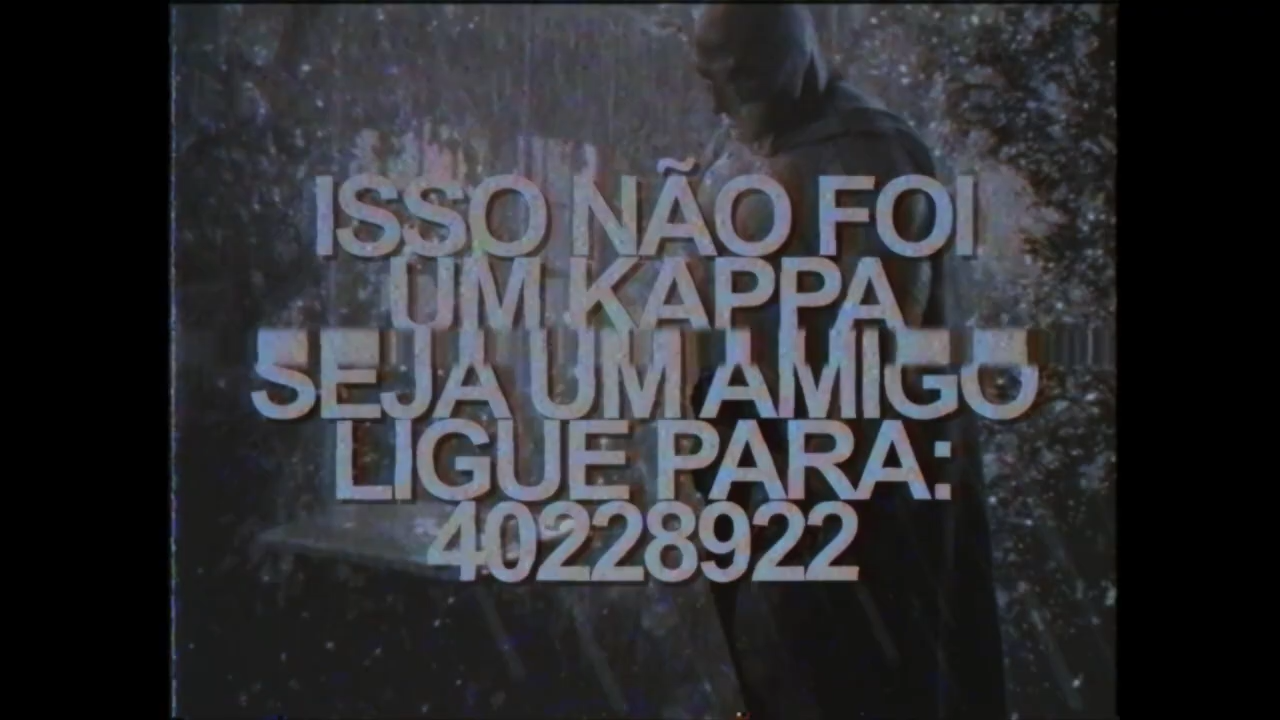 ISSO NÃO FOI
UM KAPPA
SEJA UM AMIGO
LIGUE PARA:
40228922